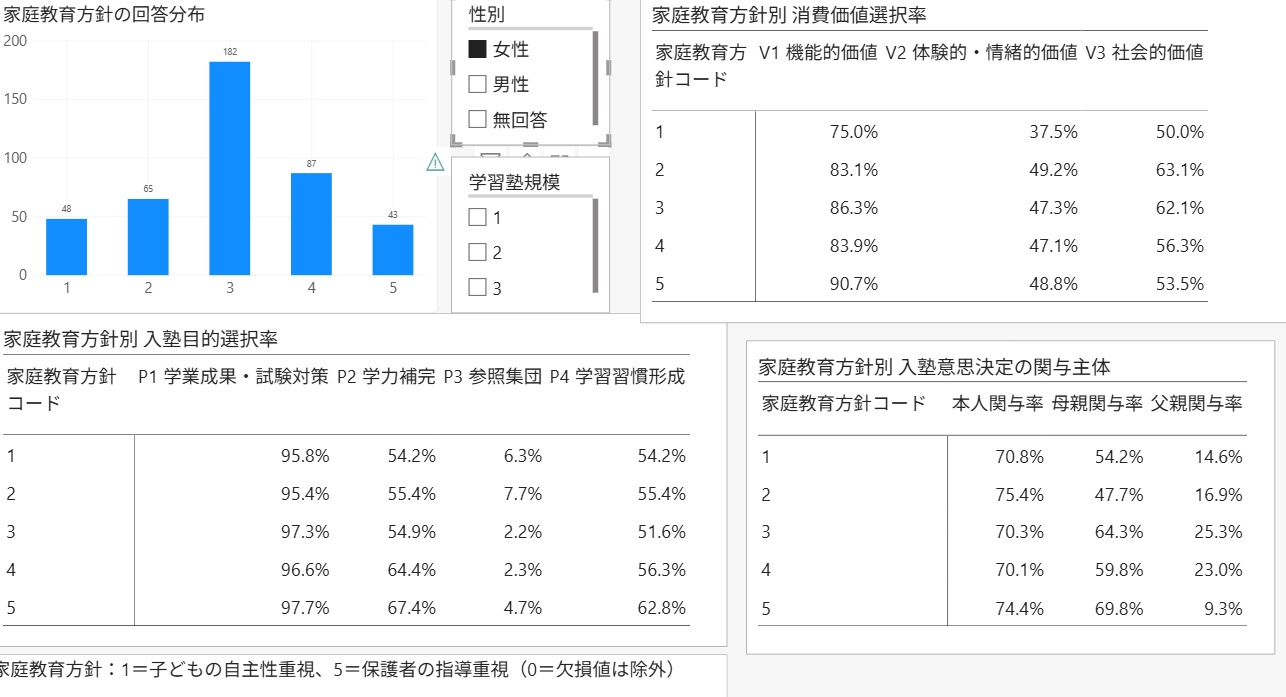 家庭教育方針の回答分布
200
150
100
50
0
48
65
182
87
43
1 2 3 4 5
性別
女性
男性
無回答
学習塾規模
1
2
3
家庭教育方針別 消費価値選択率
家庭教育方 V1 機能的価値 V2 体験的・情緒的価値 V3 社会的価値
針コード
1 75.0% 37.5% 50.0%
2 83.1% 49.2% 63.1%
3 86.3% 47.3% 62.1%
4 83.9% 47.1% 56.3%
5 90.7% 48.8% 53.5%
家庭教育方針別 入塾目的選択率
家庭教育方針 P1 学業成果・試験対策 P2 学力補完 P3 参照集団 P4 学習習慣形成
コード
1 95.8% 54.2% 6.3% 54.2%
2 95.4% 55.4% 7.7% 55.4%
3 97.3% 54.9% 2.2% 51.6%
4 96.6% 64.4% 2.3% 56.3%
5 97.7% 67.4% 4.7% 62.8%
家庭教育方針別 入塾意思決定の関与主体
家庭教育方針コード 本人関与率 母親関与率 父親関与率
1 70.8% 54.2% 14.6%
2 75.4% 47.7% 16.9%
3 70.3% 64.3% 25.3%
4 70.1% 59.8% 23.0%
5 74.4% 69.8% 9.3%
家庭教育方針：1＝子どもの自主性重視、5＝保護者の指導重視（0＝欠損値は除外）